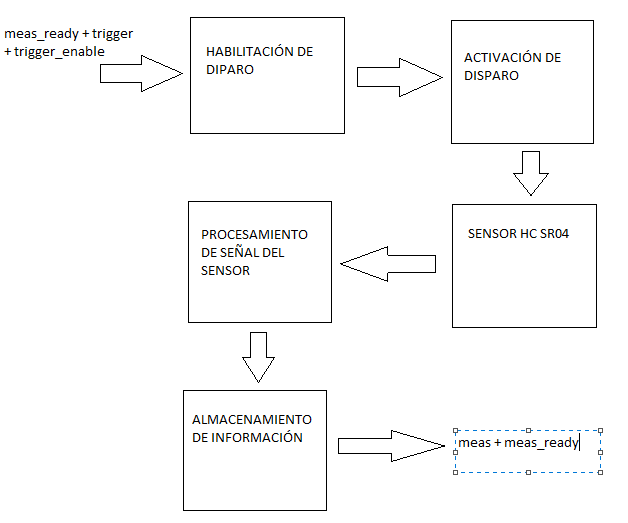 meas_ready + trigger
+ trigger_enable
HABILITACIÓN DE
DIPARO
ACTIVACIÓN DE
DISPARO
SENSOR HC SR04
PROCESAMIENTO
DE SEÑAL DEL
SENSOR
ALMACENAMIENTO
DE INFORMACIÓN
meas + meas_ready